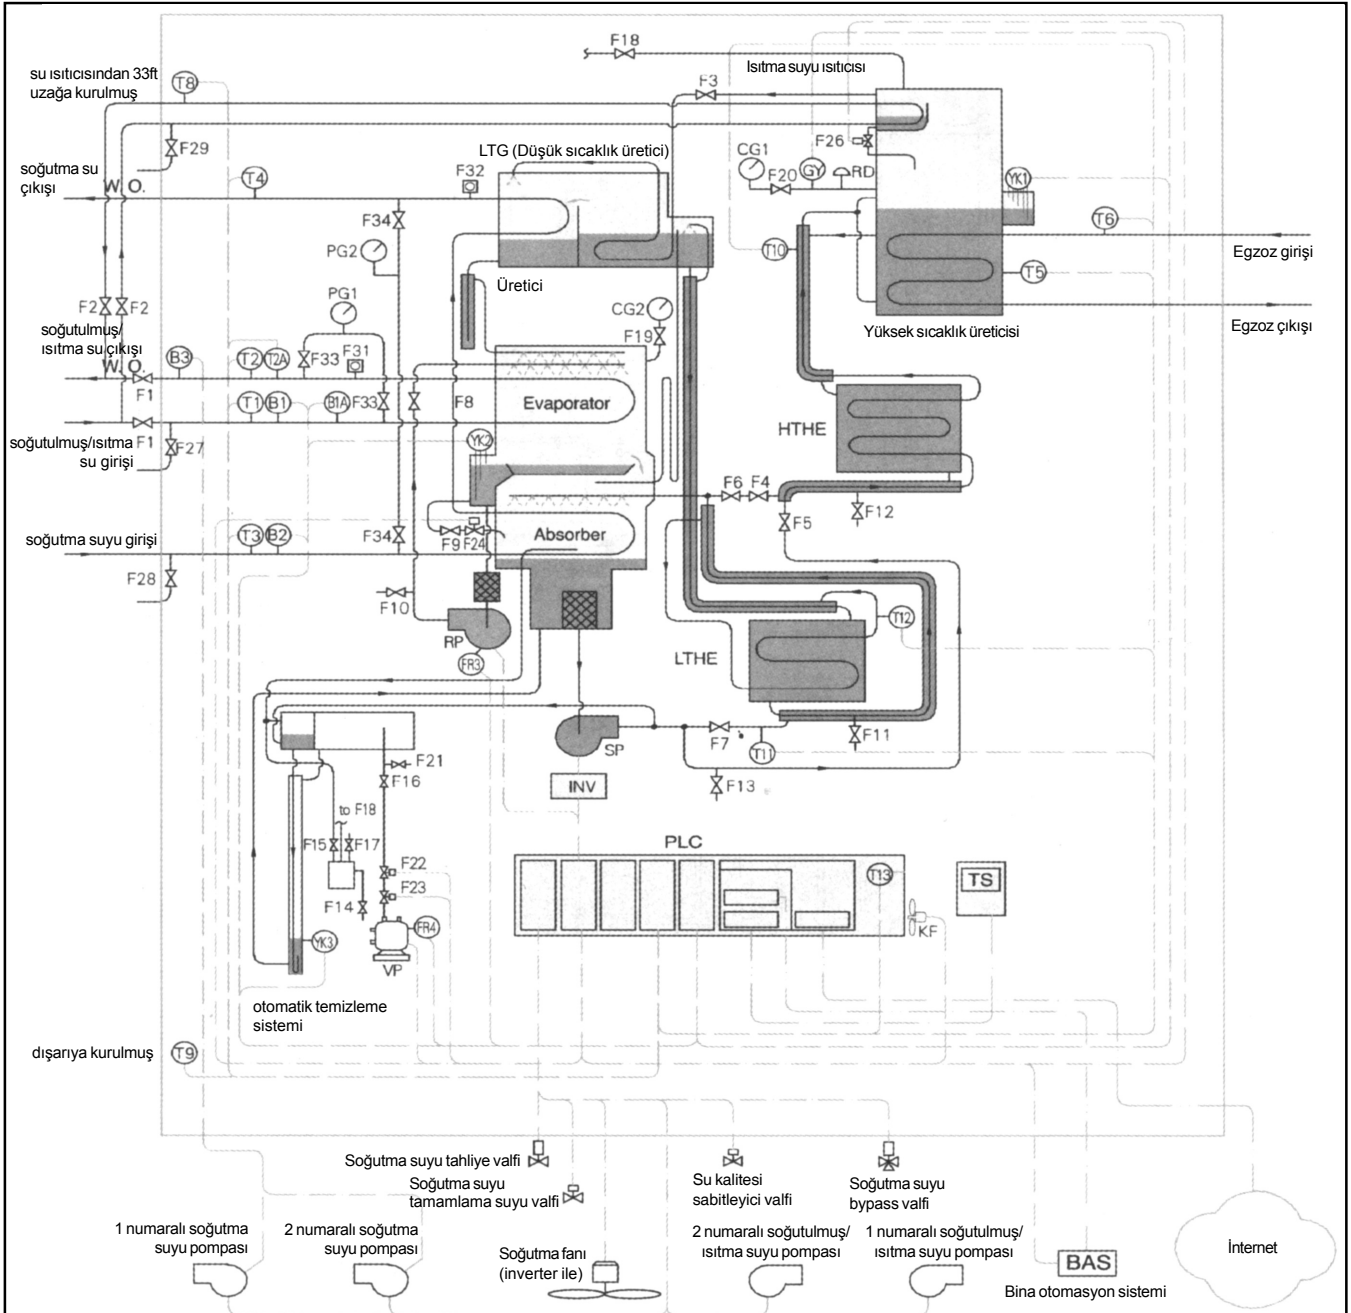 F18
su ısıtıcısından 33ft
uzağa kurulmuş
T8
Isıtma suyu ısıtıcısı
F3
F29
F26
LTG (Düşük sıcaklık üretici)
CG1
soğutma su
çıkışı
W. O.
T4
F32
F20
GY
RD
YK1
F34
T6
PG2
T10
Egzoz girişi
T5
Üretici
PG1
CG2
F2
F2
F19
Yüksek sıcaklık üreticisi
Egzoz çıkışı
soğutulmuş/
ısıtma su çıkışı
B3
T2
T2A
F33
F31
W. O.
F1
T1
B1
B1A
F33
F8
Evaporator
HTHE
F1
F27
soğutulmuş/ısıtma
su girişi
YK2
F6
F4
F5
F12
soğutma suyu girişi
T3
B2
F34
F9
F24
Absorber
F28
F10
RP
FR3
T12
LTHE
SP
F7
T11
F11
F21
F16
INV
F13
to F18
F15
F17
PLC
F22
T13
TS
F23
F14
FR4
KF
YK3
VP
otomatik temizleme
sistemi
dışarıya kurulmuş
T9
Soğutma suyu tahliye valfi
Soğutma suyu
tamamlama suyu valfi
Su kalitesi
sabitleyici valfi
Soğutma suyu
bypass valfi
1 numaralı soğutma
suyu pompası
2 numaralı soğutma
suyu pompası
Soğutma fanı
(inverter ile)
2 numaralı soğutulmuş/
ısıtma suyu pompası
1 numaralı soğutulmuş/
ısıtma suyu pompası
BAS
Bina otomasyon sistemi
İnternet